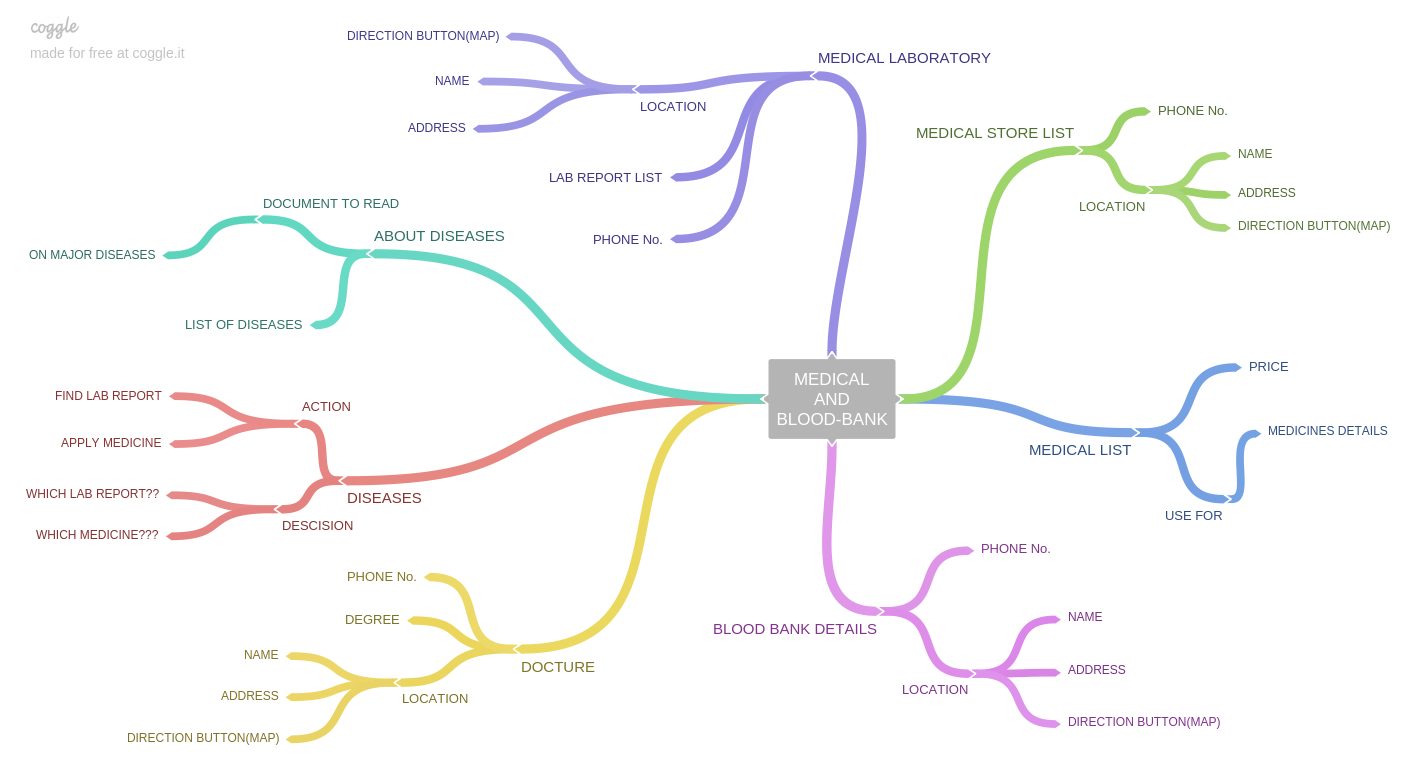 coggle
made for free at coggle.it
MEDICAL
AND
BLOOD-BANK
MEDICAL LABORATORY
LOCATION
DIRECTION BUTTON(MAP)
NAME
ADDRESS
LAB REPORT LIST
PHONE No.
MEDICAL STORE LIST
PHONE No.
LOCATION
NAME
ADDRESS
DIRECTION BUTTON(MAP)
ABOUT DISEASES
DOCUMENT TO READ
ON MAJOR DISEASES
LIST OF DISEASES
MEDICAL LIST
PRICE
USE FOR
MEDICINES DETAILS
DISEASES
ACTION
FIND LAB REPORT
APPLY MEDICINE
DESCISION
WHICH LAB REPORT??
WHICH MEDICINE???
DOCTURE
PHONE No.
DEGREE
LOCATION
NAME
ADDRESS
DIRECTION BUTTON(MAP)
BLOOD BANK DETAILS
PHONE No.
LOCATION
NAME
ADDRESS
DIRECTION BUTTON(MAP)